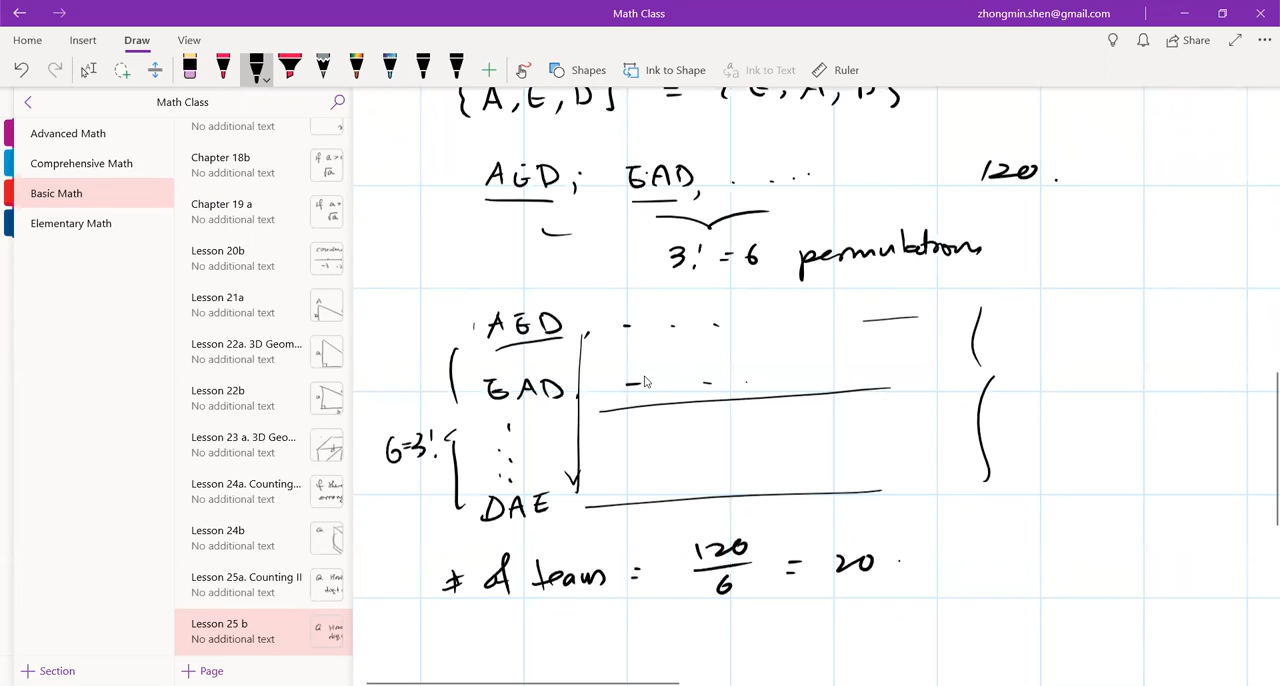 Math Class
zhongmin.shen@gmail.com
Home
Insert
Draw
View
Share
Shapes
Ink to Shape
Ink to Text
Ruler
Math Class
Advanced Math
Comprehensive Math
Basic Math
Elementary Math
No additional text
Chapter 18b
No additional text
Chapter 19 a
No additional text
Lesson 20b
No additional text
Lesson 21a
No additional text
Lesson 22a. 3D Geom...
No additional text
Lesson 22b
No additional text
Lesson 23 a. 3D Geo...
No additional text
Lesson 24a. Counting...
No additional text
Lesson 24b
No additional text
Lesson 25a. Counting II
No additional text
Lesson 25 b
No additional text
Section
Page
{A, E, D} = {E, A, D}
AED; EAD, . . . . 120.
3! = 6 permutations
AED, - . . .
EAD. - - .
6=3!
DAE
# of teams = 120/6 = 20.